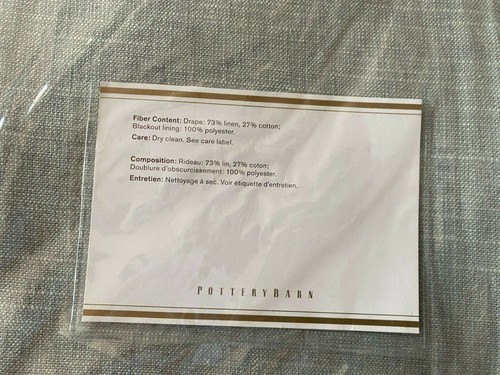 Fiber Content: Drape: 73% linen, 27% cotton;
Blackout lining: 100% polyester.
Care: Dry clean. See care label.
Composition: Rideau: 73% lin, 27% coton;
Doublure d'obscurcissement: 100% polyester.
Entretien: Nettoyage à sec. Voir étiquette d'entretien.
POTTERYBARN